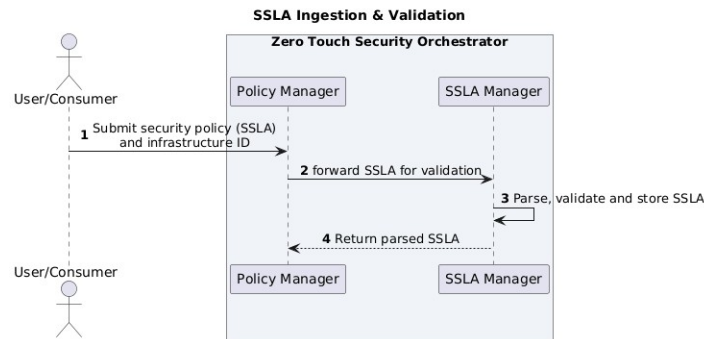 SSLA Ingestion & Validation
Zero Touch Security Orchestrator
User/Consumer
Policy Manager
SSLA Manager
1 Submit security policy (SSLA)
and infrastructure ID
2 forward SSLA for validation
3 Parse, validate and store SSLA
4 Return parsed SSLA
User/Consumer
Policy Manager
SSLA Manager